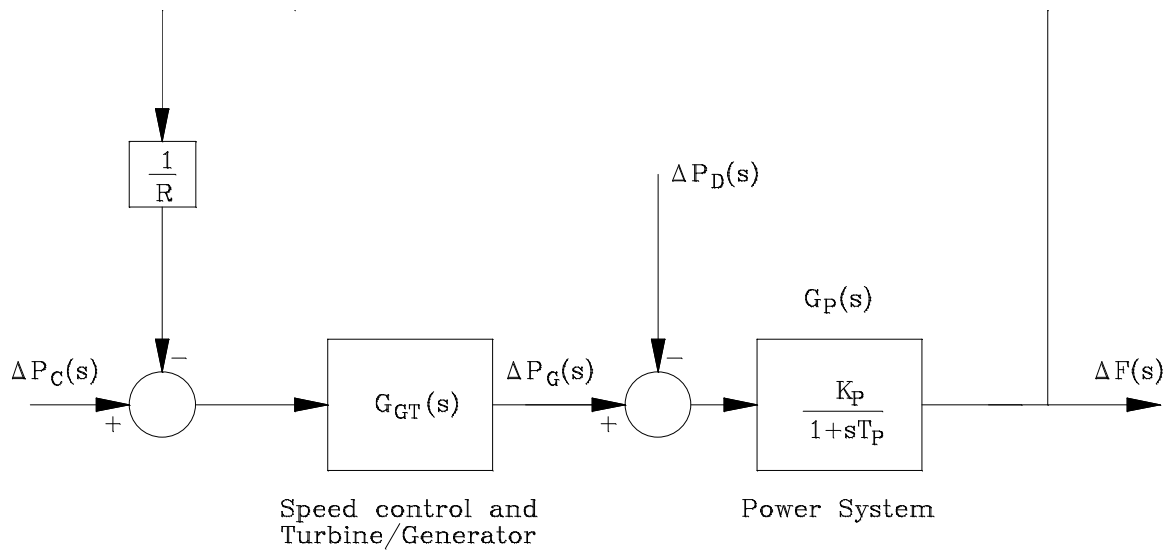 1
R
ΔP_D(s)
G_P(s)
ΔP_C(s)
−
+
G_GT(s)
ΔP_G(s)
−
+
K_P
1+sT_P
ΔF(s)
Speed control and
Turbine/Generator
Power System